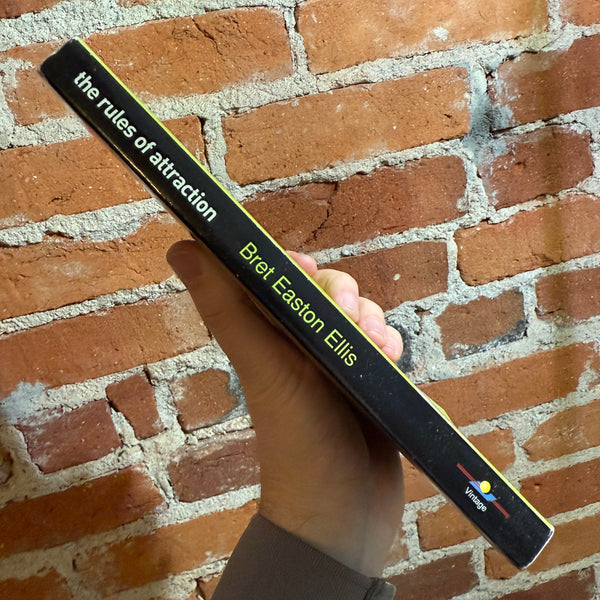 the rules of attraction
Bret Easton Ellis
Vintage